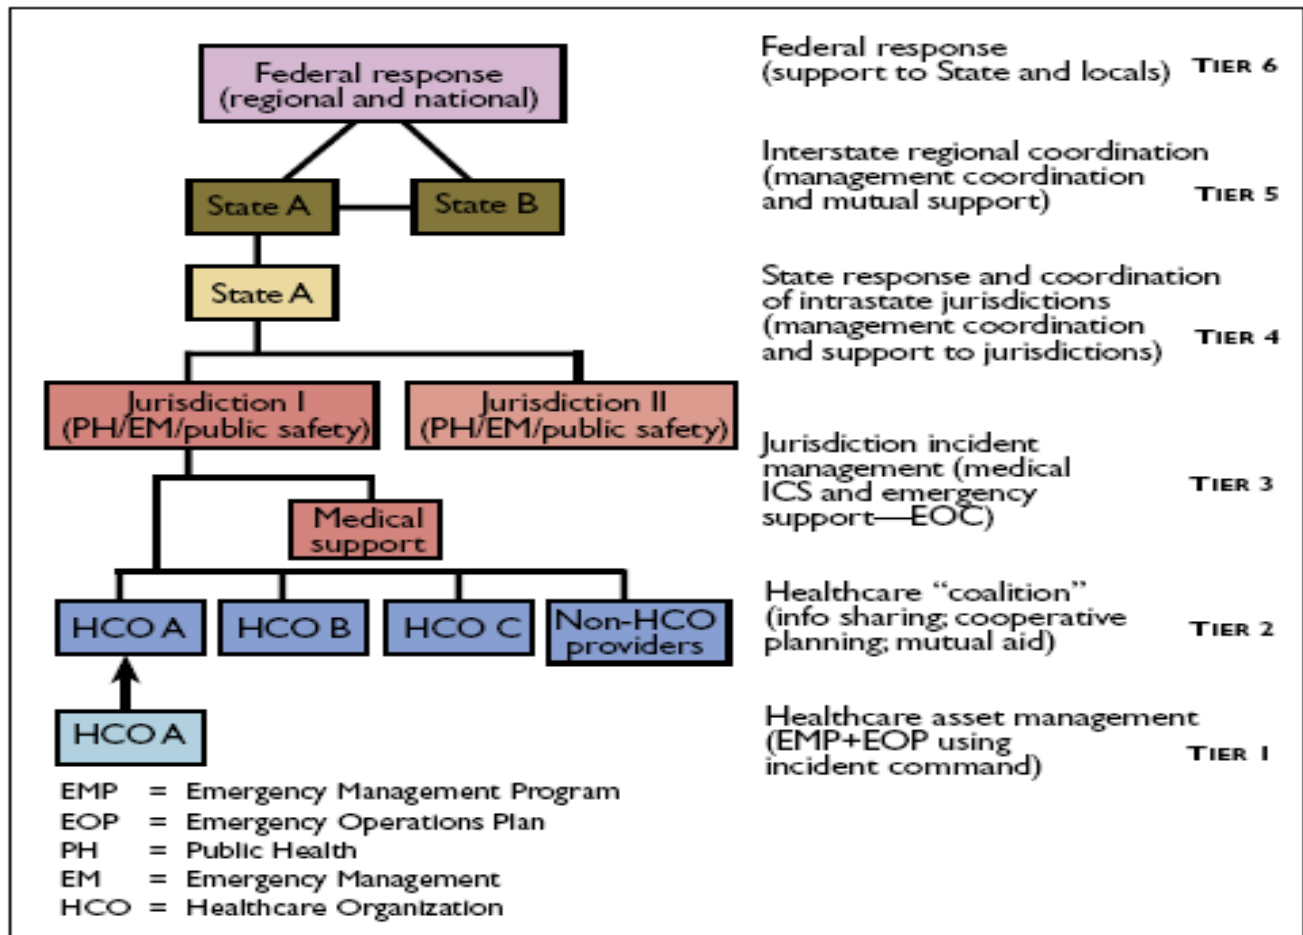 Federal response
(regional and national)
Federal response
(support to State and locals)
TIER 6
State A
State B
Interstate regional coordination
(management coordination
and mutual support)
TIER 5
State A
State response and coordination
of intrastate jurisdictions
(management coordination
and support to jurisdictions)
TIER 4
Jurisdiction I
(PH/EM/public safety)
Jurisdiction II
(PH/EM/public safety)
Medical
support
Jurisdiction incident
management (medical
ICS and emergency
support—EOC)
TIER 3
HCO A
HCO B
HCO C
Non-HCO
providers
Healthcare “coalition”
(info sharing; cooperative
planning; mutual aid)
TIER 2
HCO A
Healthcare asset management
(EMP+EOP using
incident command)
TIER 1
EMP = Emergency Management Program
EOP = Emergency Operations Plan
PH = Public Health
EM = Emergency Management
HCO = Healthcare Organization